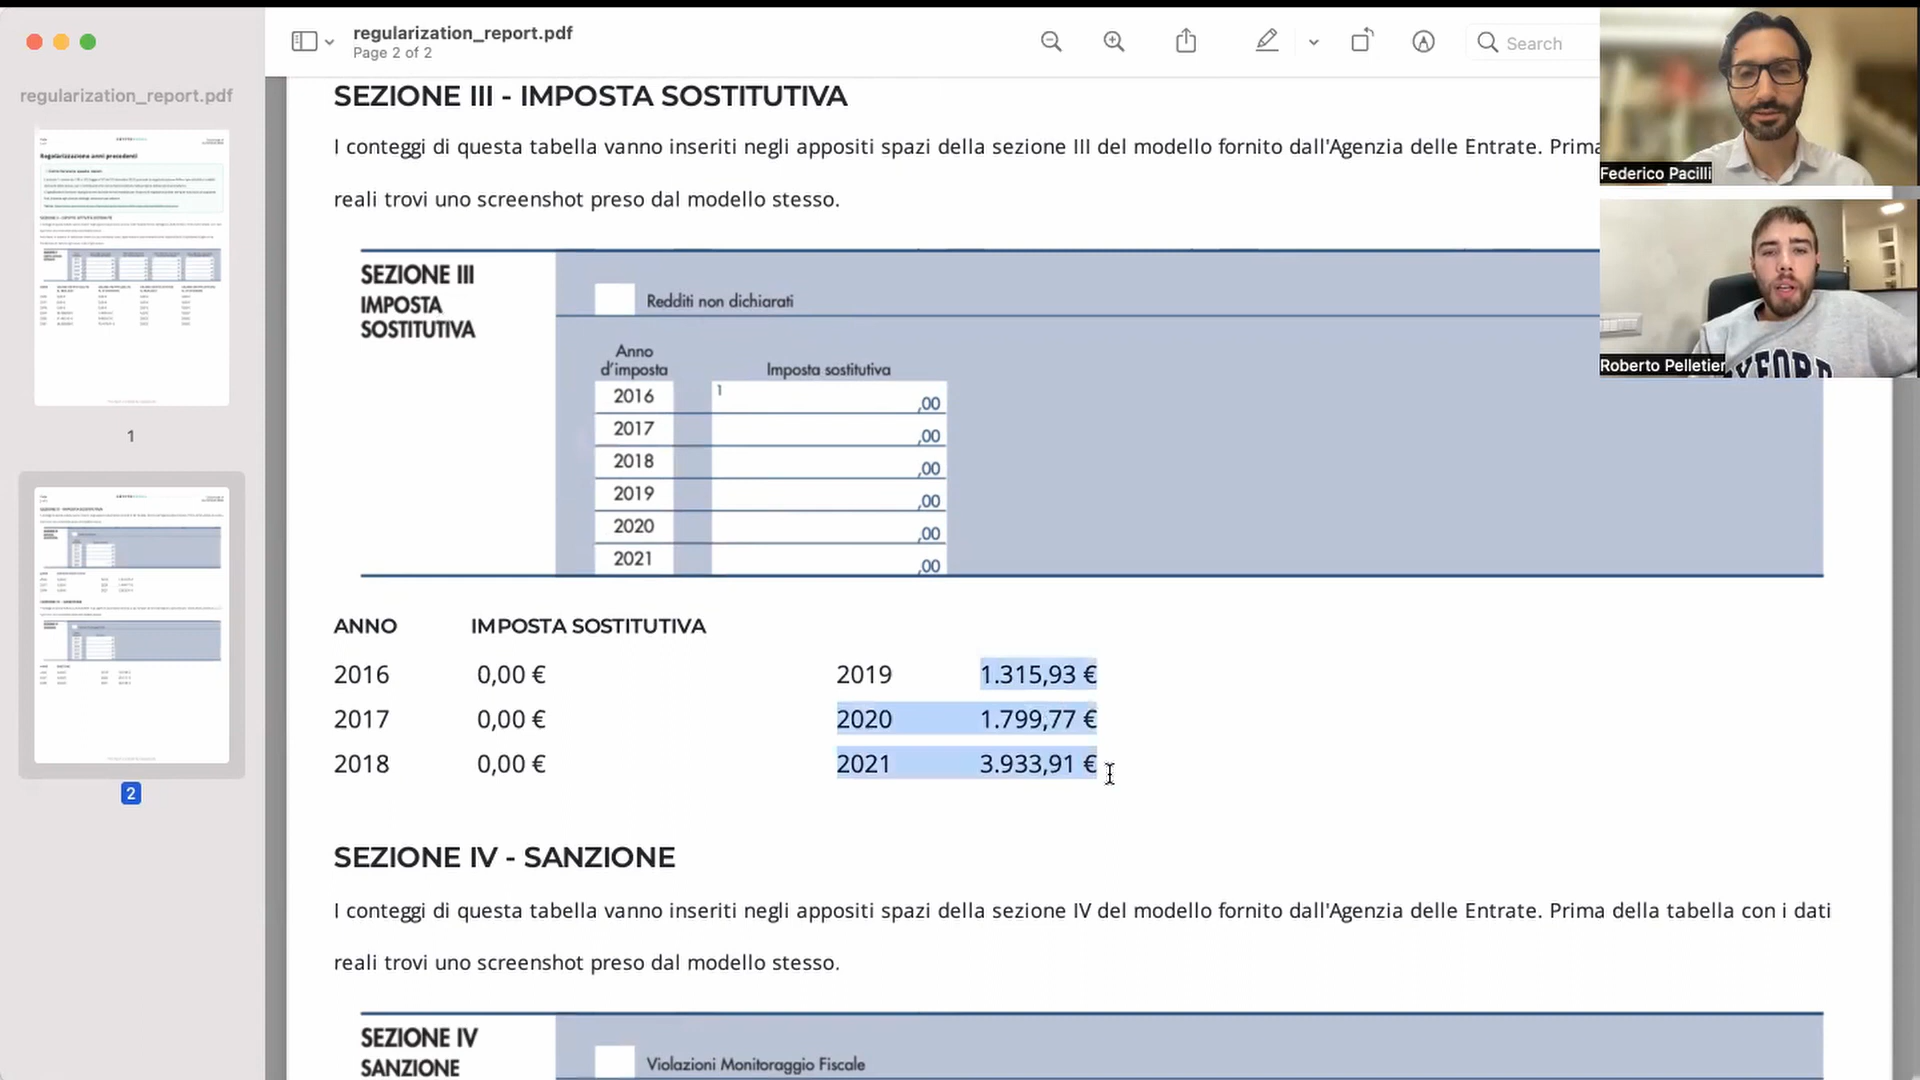 regularization_report.pdf
Page 2 of 2
Search
regularization_report.pdf
1
2
SEZIONE III - IMPOSTA SOSTITUTIVA
I conteggi di questa tabella vanno inseriti negli appositi spazi della sezione III del modello fornito dall'Agenzia delle Entrate. Prima
reali trovi uno screenshot preso dal modello stesso.
SEZIONE III
IMPOSTA
SOSTITUTIVA
Redditi non dichiarati
Anno
d'imposta
Imposta sostitutiva
2016 1 ,00
2017 ,00
2018 ,00
2019 ,00
2020 ,00
2021 ,00
ANNO IMPOSTA SOSTITUTIVA
2016 0,00 € 2019 1.315,93 €
2017 0,00 € 2020 1.799,77 €
2018 0,00 € 2021 3.933,91 €
SEZIONE IV - SANZIONE
I conteggi di questa tabella vanno inseriti negli appositi spazi della sezione IV del modello fornito dall'Agenzia delle Entrate. Prima della tabella con i dati
reali trovi uno screenshot preso dal modello stesso.
SEZIONE IV
SANZIONE
Violazioni Monitoraggio Fiscale
Federico Pacilli
Roberto Pelletier